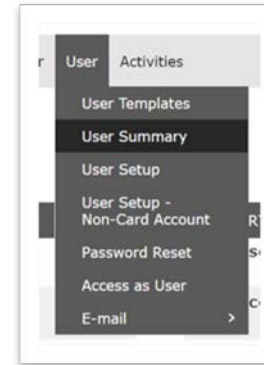 r User Activities
User Templates
User Summary
User Setup
User Setup -
Non-Card Account
Password Reset
Access as User
E-mail >